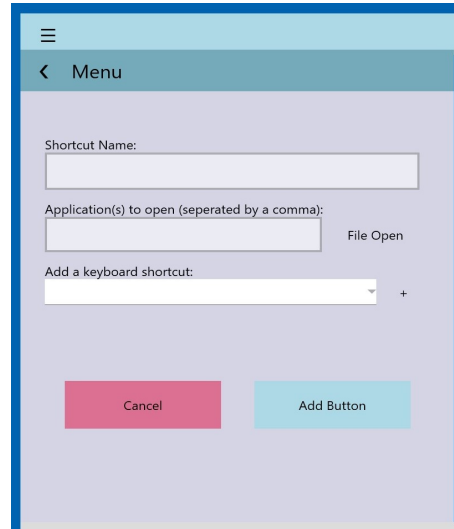 Menu
Shortcut Name:
Application(s) to open (seperated by a comma):
File Open
Add a keyboard shortcut:
+
Cancel
Add Button